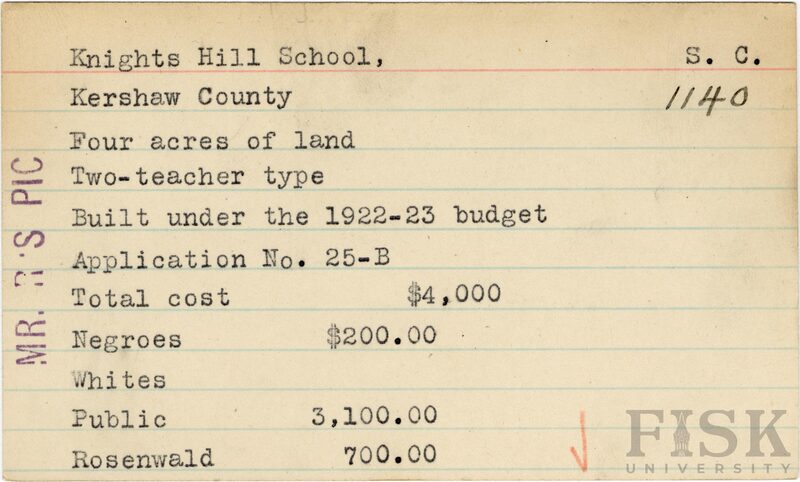 Knights Hill School, S. C.
Kershaw County 1140
Four acres of land
Two-teacher type
Built under the 1922-23 budget
Application No. 25-B
Total cost $4,000
Negroes $200.00
Whites
Public 3,100.00
Rosenwald 700.00
MR. R'S PIC
FISK
UNIVERSITY